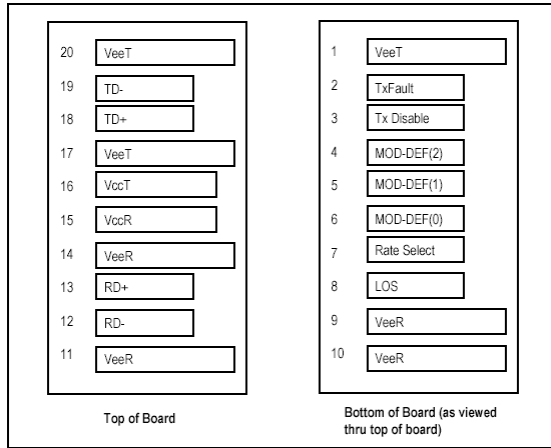 20 VeeT
19 TD-
18 TD+
17 VeeT
16 VccT
15 VccR
14 VeeR
13 RD+
12 RD-
11 VeeR
Top of Board
1 VeeT
2 TxFault
3 Tx Disable
4 MOD-DEF(2)
5 MOD-DEF(1)
6 MOD-DEF(0)
7 Rate Select
8 LOS
9 VeeR
10 VeeR
Bottom of Board (as viewed
thru top of board)